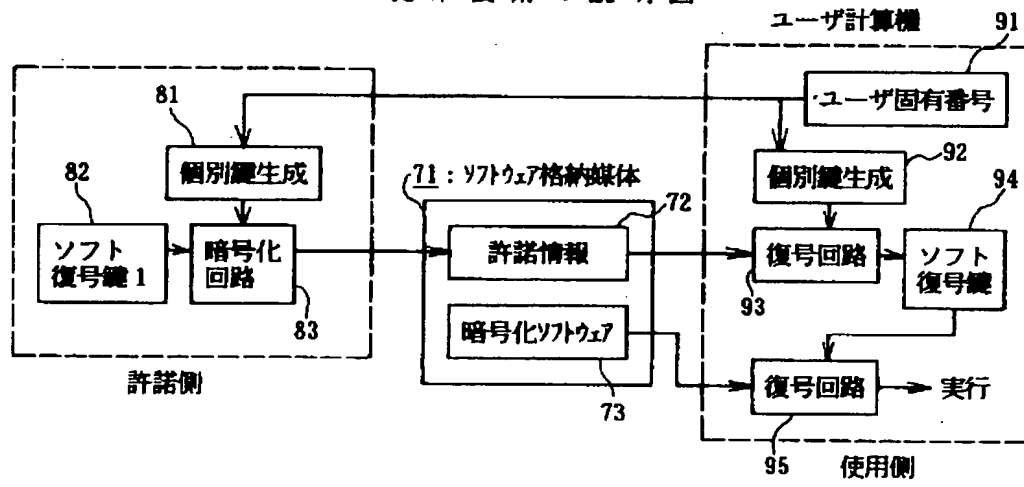 ユーザ計算機
91
ユーザ固有番号
81
個別鍵生成
92
個別鍵生成
82
71:ソフトウェア格納媒体
72
94
ソフト
復号鍵1
暗号化
回路
許諾情報
復号回路
ソフト
復号鍵
83
93
暗号化ソフトウェア
73
復号回路
実行
95
許諾側
使用側